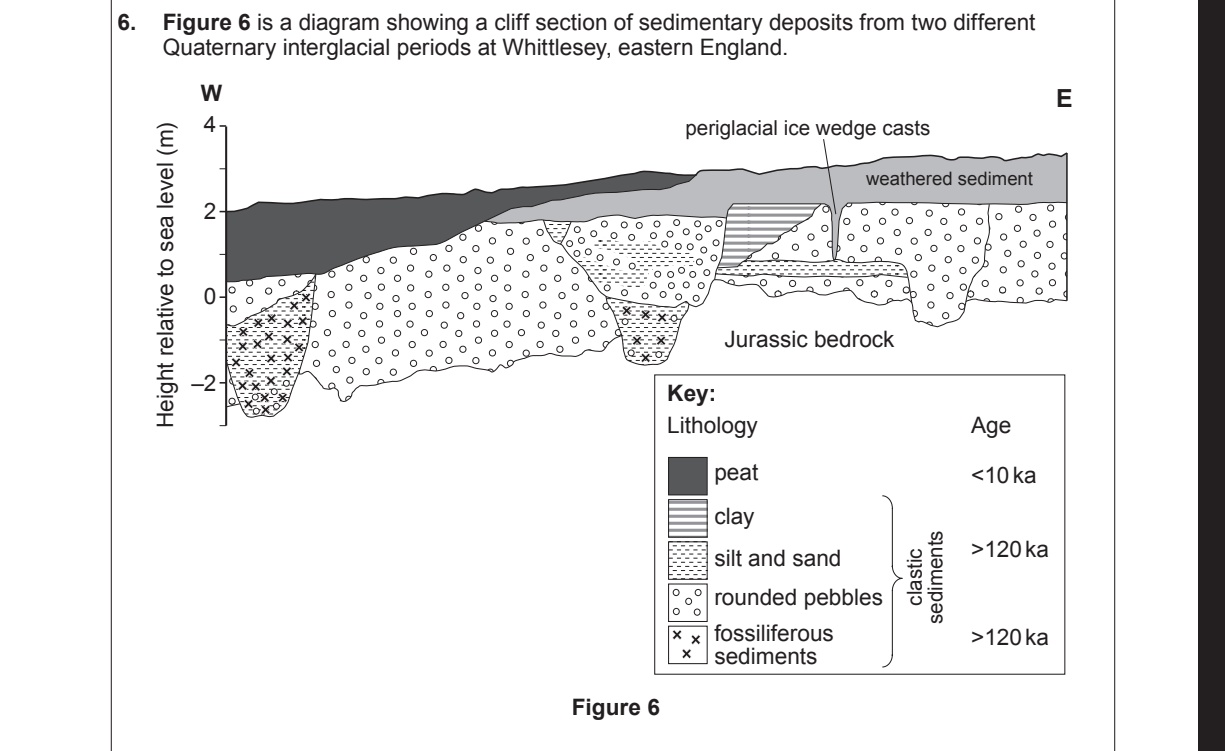 6. Figure 6 is a diagram showing a cliff section of sedimentary deposits from two different
Quaternary interglacial periods at Whittlesey, eastern England.
W
E
4
periglacial ice wedge casts
weathered sediment
2
0
–2
Height relative to sea level (m)
Jurassic bedrock
Key:
Lithology
Age
peat
<10 ka
clay
silt and sand
>120 ka
rounded pebbles
clastic
sediments
fossiliferous
sediments
>120 ka
Figure 6